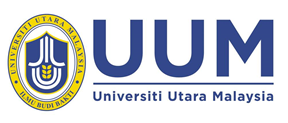 UNIVERSITI UTARA MALAYSIA
ILMU BUDI BAKTI
UUM
Universiti Utara Malaysia